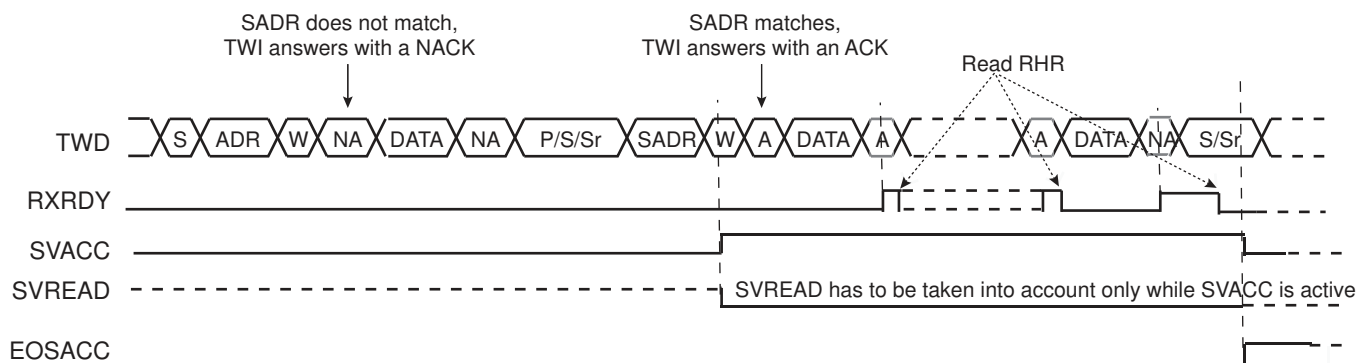 SADR does not match,
TWI answers with a NACK
SADR matches,
TWI answers with an ACK
Read RHR
TWD S ADR W NA DATA NA P/S/Sr SADR W A DATA A A DATA NA S/Sr
RXRDY
SVACC
SVREAD SVREAD has to be taken into account only while SVACC is active
EOSACC